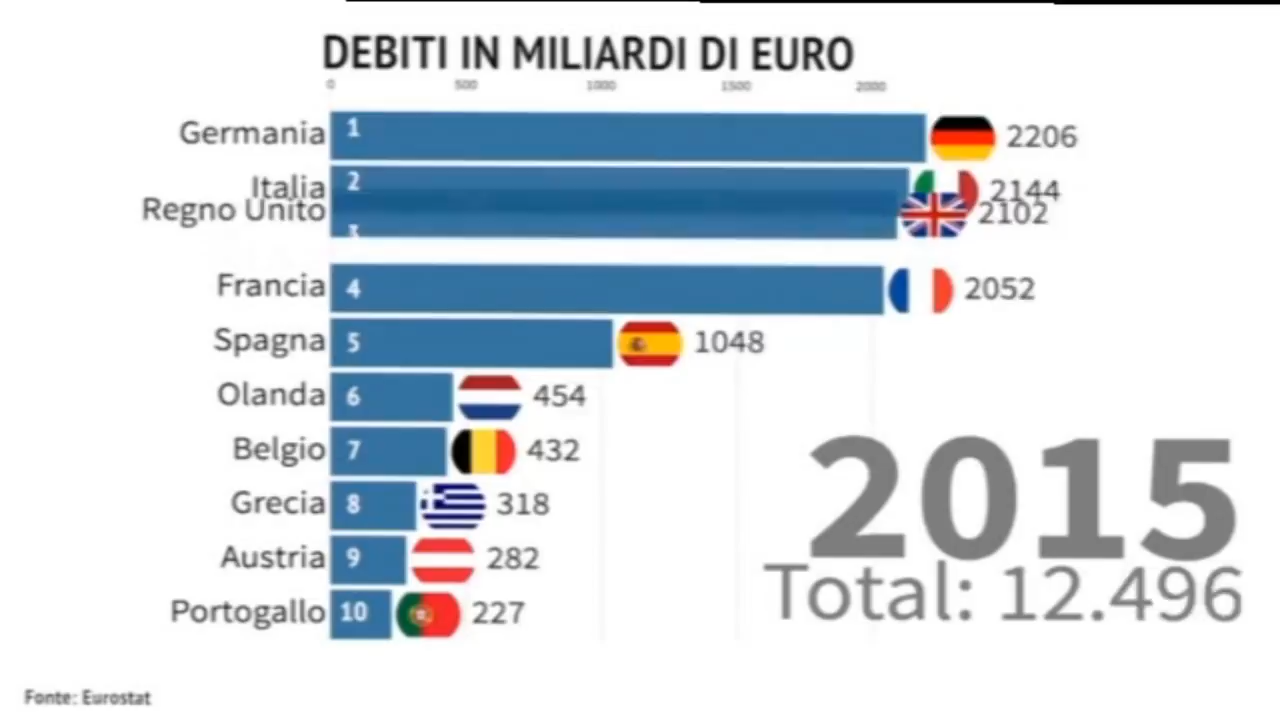 DEBITI IN MILIARDI DI EURO
0 500 1000 1500 2000
Germania 1 2206
Italia 2 2144
Regno Unito 3 2102
Francia 4 2052
Spagna 5 1048
Olanda 6 454
Belgio 7 432
Grecia 8 318
Austria 9 282
Portogallo 10 227
2015
Total: 12.496
Fonte: Eurostat